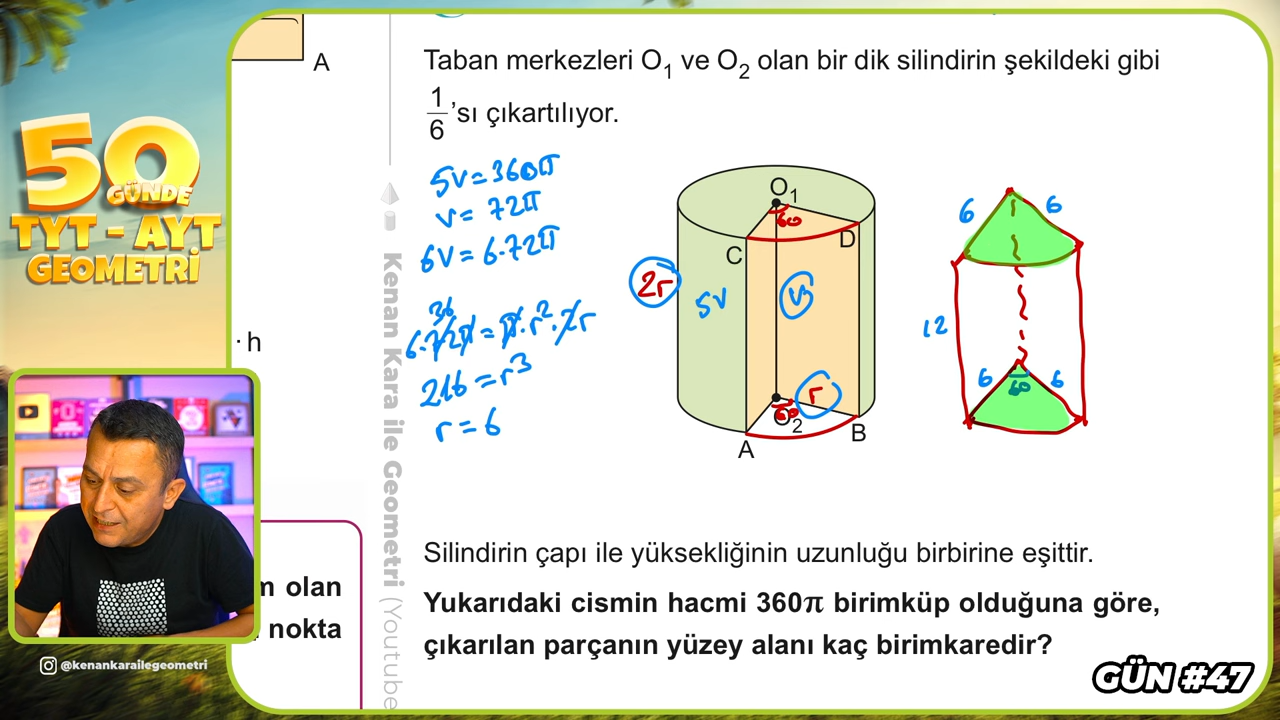 50
GÜNDE
TYT - AYT
GEOMETRİ
A
· h
m olan
nokta
@kenankarailegeometri
Kenan Kara ile Geometri (Youtube
Taban merkezleri O₁ ve O₂ olan bir dik silindirin şekildeki gibi
1/6 'sı çıkartılıyor.
5V = 360π
V = 72π
6V = 6·72π
36
6·72π = π·r²·2r
216 = r³
r = 6
O₁
60
C
D
2r
5V
V
r
60
O₂
A
B
6
6
12
6
60
6
Silindirin çapı ile yüksekliğinin uzunluğu birbirine eşittir.
Yukarıdaki cismin hacmi 360π birimküp olduğuna göre,
çıkarılan parçanın yüzey alanı kaç birimkaredir?
GÜN #47